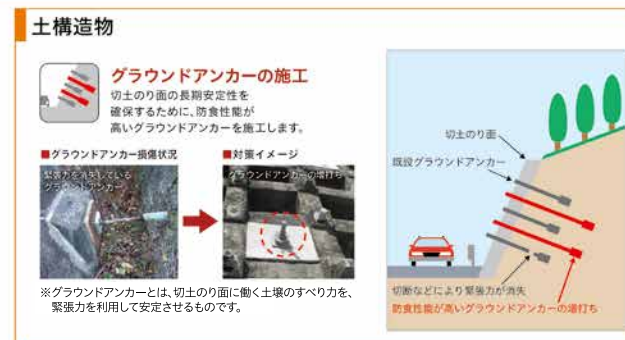 土構造物
グラウンドアンカーの施工
切土のり面の長期安定性を
確保するために、防食性能が
高いグラウンドアンカーを施工します。
■グラウンドアンカー損傷状況
緊張力を消失している
グラウンドアンカー
■対策イメージ
グラウンドアンカーの増打ち
※グラウンドアンカーとは、切土のり面に働く土壌のすべり力を、
緊張力を利用して安定させるものです。
切土のり面
既設グラウンドアンカー
切断などにより緊張力が消失
防食性能が高いグラウンドアンカーの増打ち